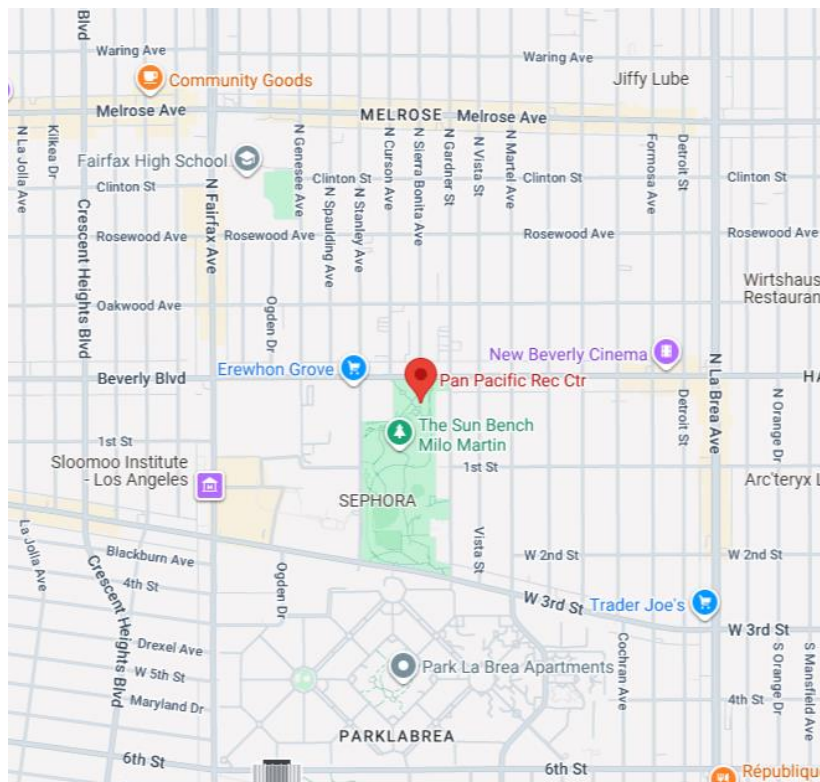 Blvd
Waring Ave
Waring Ave
Community Goods
Jiffy Lube
Melrose Ave
MELROSE
Melrose Ave
N La Jolla Ave
Kilkea Dr
Crescent Heights Blvd
Fairfax High School
N Fairfax Ave
N Genesee Ave
Clinton St
Clinton St
N Spaulding Ave
N Stanley Ave
N Curson Ave
N Sierra Bonita Ave
N Gardner St
N Vista St
N Martel Ave
Clinton St
Formosa Ave
Detroit St
Clinton St
Rosewood Ave
Rosewood Ave
Rosewood Ave
Rosewood Ave
Oakwood Ave
Ogden Dr
Wirtshaus
Restaurant
Erewhon Grove
New Beverly Cinema
N La Brea Ave
Beverly Blvd
Pan Pacific Rec Ctr
HA
Detroit St
N Orange Dr
The Sun Bench
Milo Martin
1st St
1st St
Sloomoo Institute
- Los Angeles
Arc'teryx L
SEPHORA
La Jolla Ave
Blackburn Ave
Vista St
W 2nd St
W 2nd St
4th St
Ogden Dr
W 3rd St
Trader Joe's
W 3rd St
Crescent Heights Blvd
Drexel Ave
W 5th St
Maryland Dr
Park La Brea Apartments
Cochran Ave
S Orange Dr
S Mansfield Ave
4th St
PARKLABREA
6th St
6th St
Républiqu